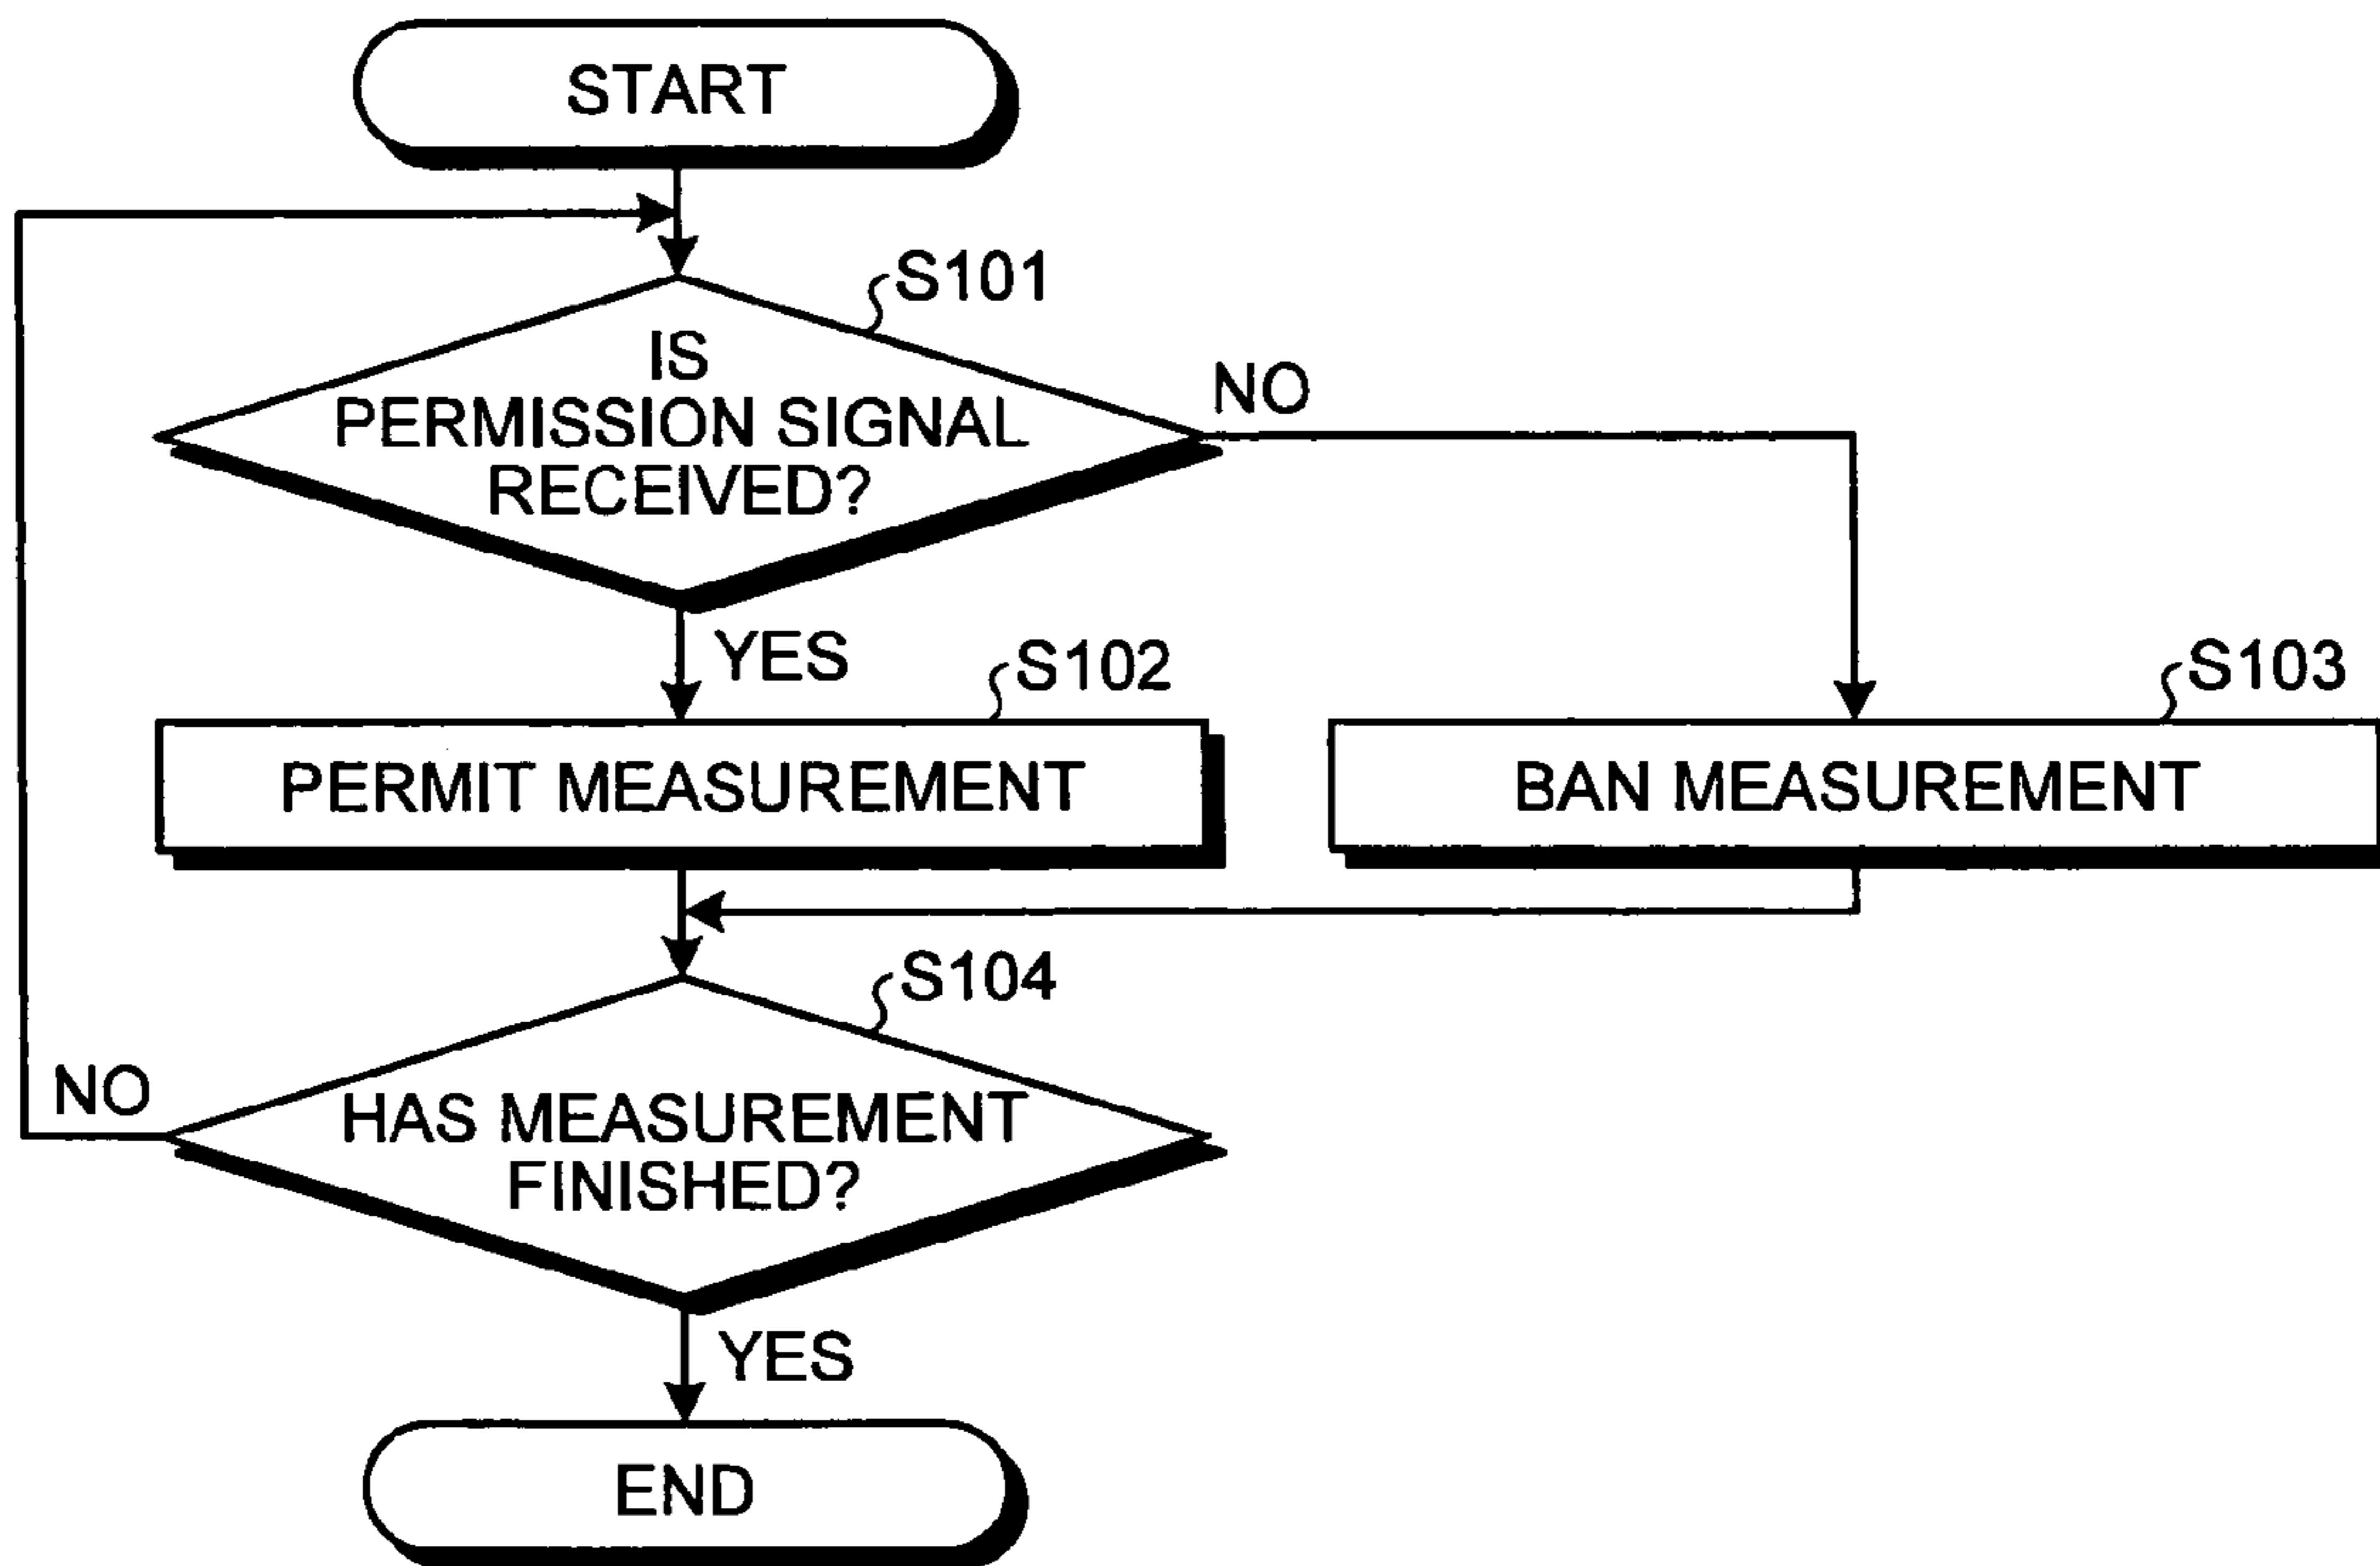 START
S101
IS
PERMISSION SIGNAL
RECEIVED?
NO
YES
S102
S103
PERMIT MEASUREMENT
BAN MEASUREMENT
S104
NO
HAS MEASUREMENT
FINISHED?
YES
END